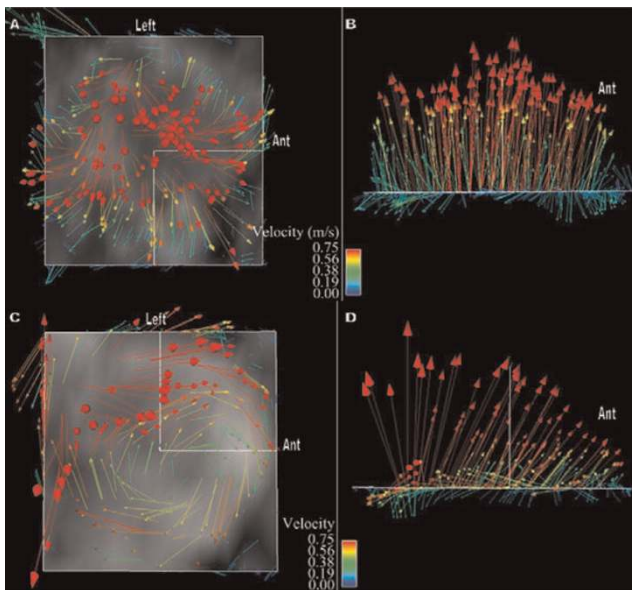 A
Left
Ant
Velocity (m/s)
0.75
0.56
0.38
0.19
0.00
B
Ant
C
Left
Ant
Velocity
0.75
0.56
0.38
0.19
0.00
D
Ant